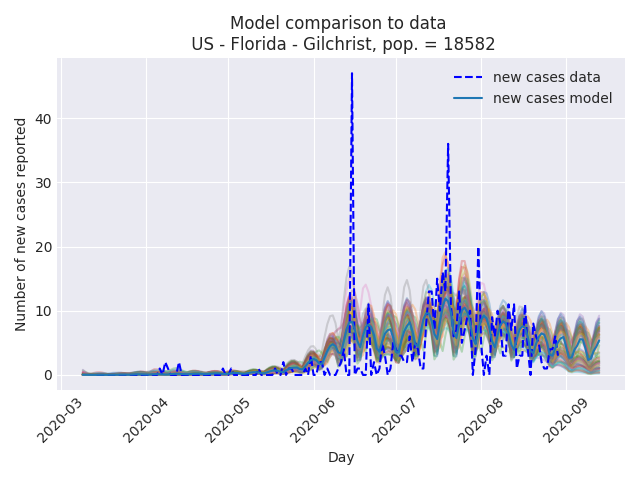 Model comparison to data
US - Florida - Gilchrist, pop. = 18582
new cases data
new cases model
Number of new cases reported
40
30
20
10
0
2020-03
2020-04
2020-05
2020-06
2020-07
2020-08
2020-09
Day